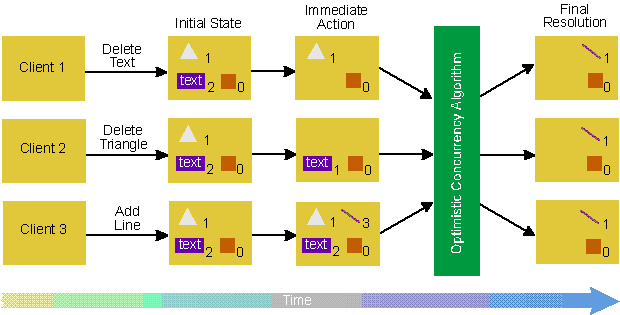 Initial State
Immediate
Action
Final
Resolution
Client 1
Delete
Text
1
text
2
0
1
0
1
0
Client 2
Delete
Triangle
1
text
2
0
text
1
0
1
0
Client 3
Add
Line
1
text
2
0
1
3
text
2
0
1
0
Optimistic Concurrency Algorithm
Time